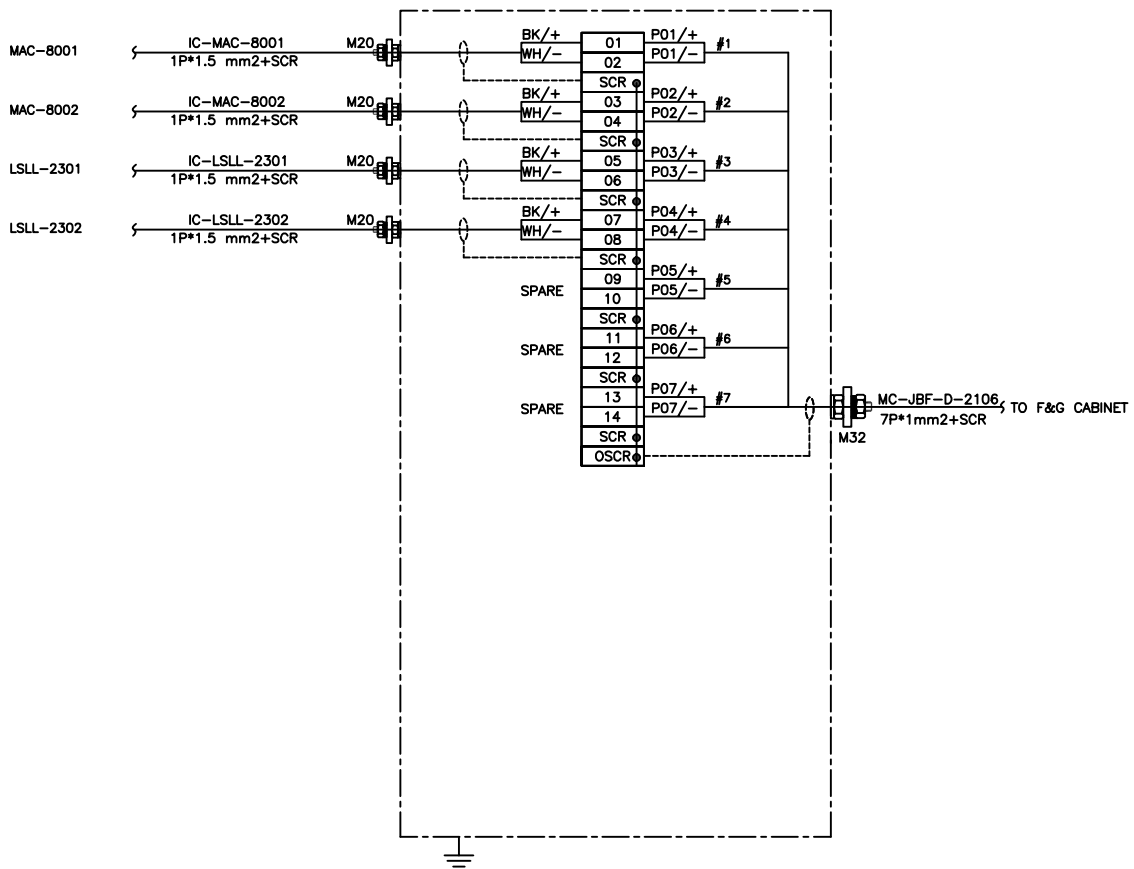 MAC-8001
IC-MAC-8001
1P*1.5 mm2+SCR
M20
BK/+
WH/-
01
02
SCR
P01/+
P01/-
#1
MAC-8002
IC-MAC-8002
1P*1.5 mm2+SCR
M20
BK/+
WH/-
03
04
SCR
P02/+
P02/-
#2
LSLL-2301
IC-LSLL-2301
1P*1.5 mm2+SCR
M20
BK/+
WH/-
05
06
SCR
P03/+
P03/-
#3
LSLL-2302
IC-LSLL-2302
1P*1.5 mm2+SCR
M20
BK/+
WH/-
07
08
SCR
P04/+
P04/-
#4
SPARE
09
10
SCR
P05/+
P05/-
#5
SPARE
11
12
SCR
P06/+
P06/-
#6
SPARE
13
14
SCR
OSCR
P07/+
P07/-
#7
M32
MC-JBF-D-2106
7P*1mm2+SCR
TO F&G CABINET